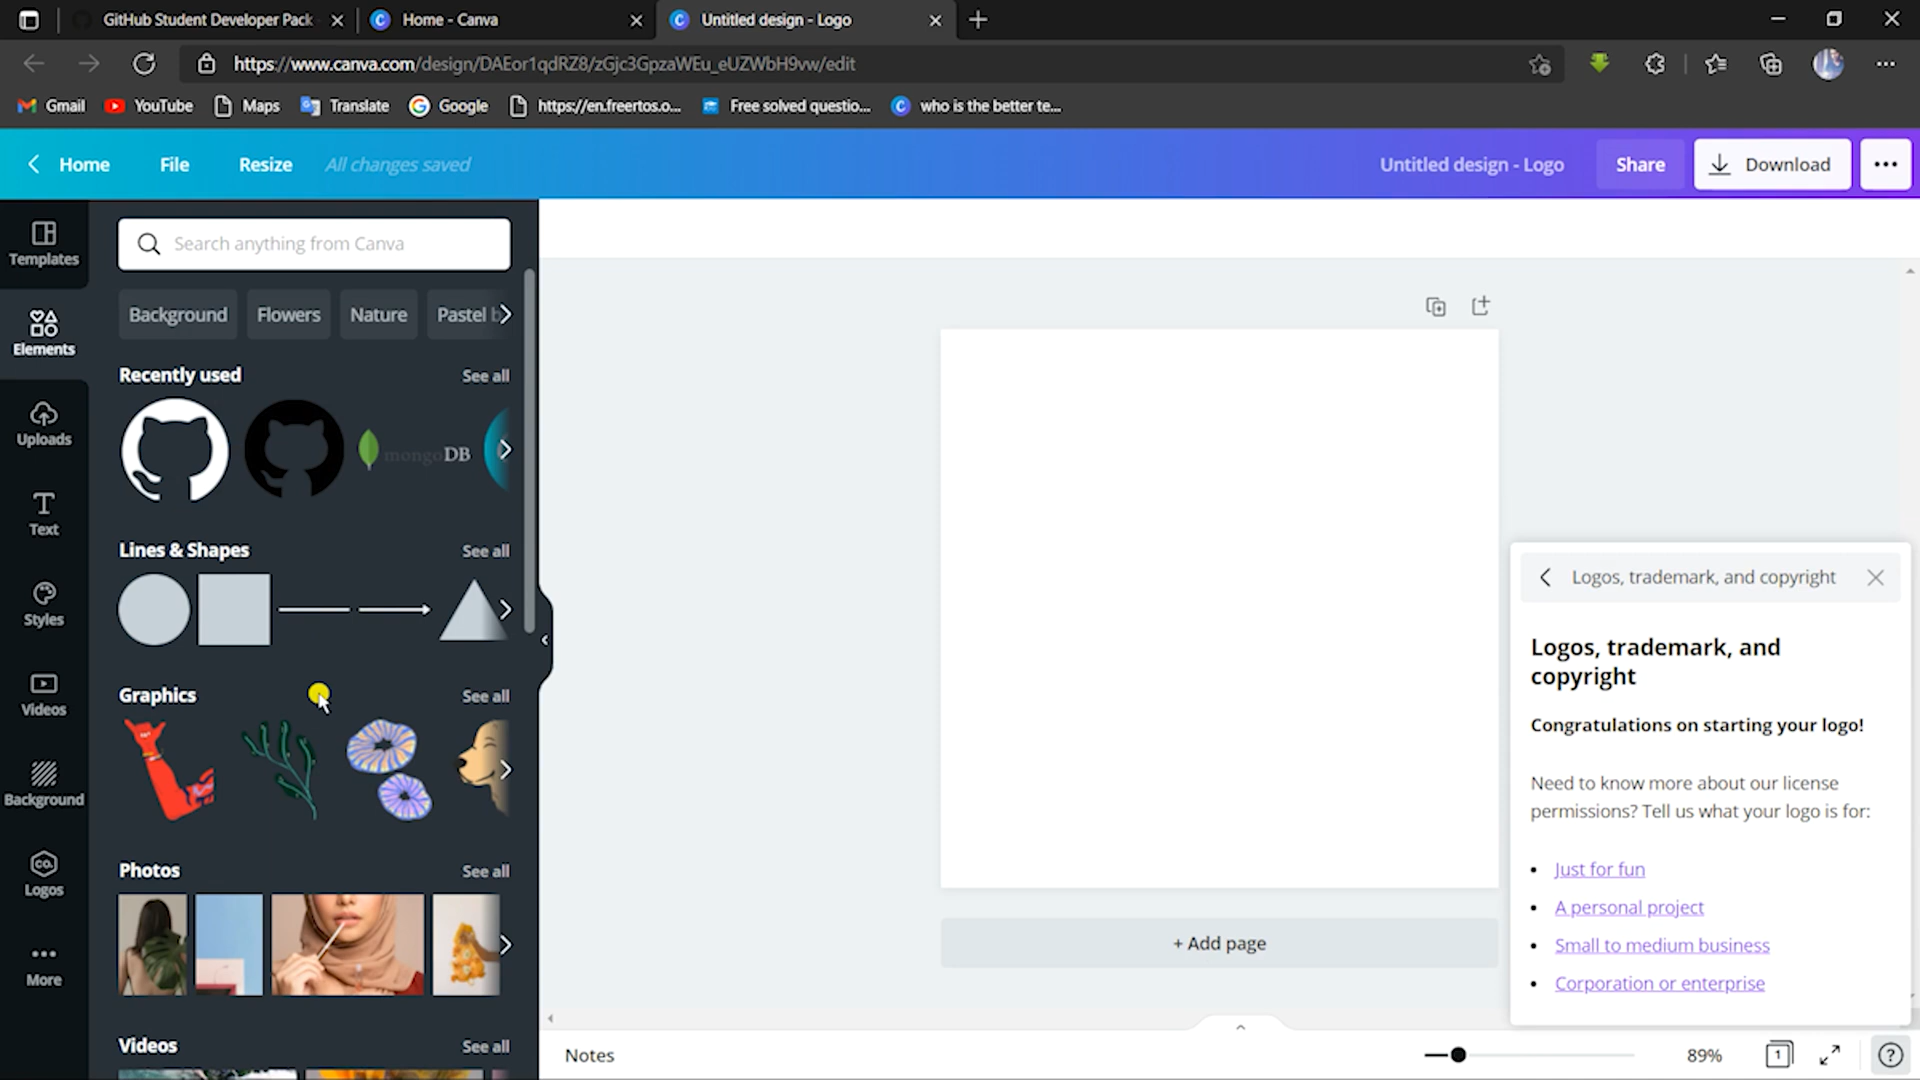 GitHub Student Developer Pack
Home - Canva
Untitled design - Logo
https://www.canva.com/design/DAEor1qdRZ8/zGjc3GpzaWEu_eUZWbH9vw/edit
Gmail YouTube Maps Translate Google https://en.freertos.o... Free solved questio... who is the better te...
Home File Resize All changes saved Untitled design - Logo Share Download
Templates
Elements
Uploads
Text
Styles
Videos
Background
Logos
More
Search anything from Canva
Background Flowers Nature Pastel b
Recently used See all
mongoDB
Lines & Shapes See all
Graphics See all
Photos See all
Videos See all
+ Add page
Logos, trademark, and copyright
Logos, trademark, and
copyright
Congratulations on starting your logo!
Need to know more about our license
permissions? Tell us what your logo is for:
Just for fun
A personal project
Small to medium business
Corporation or enterprise
Notes 89% 1